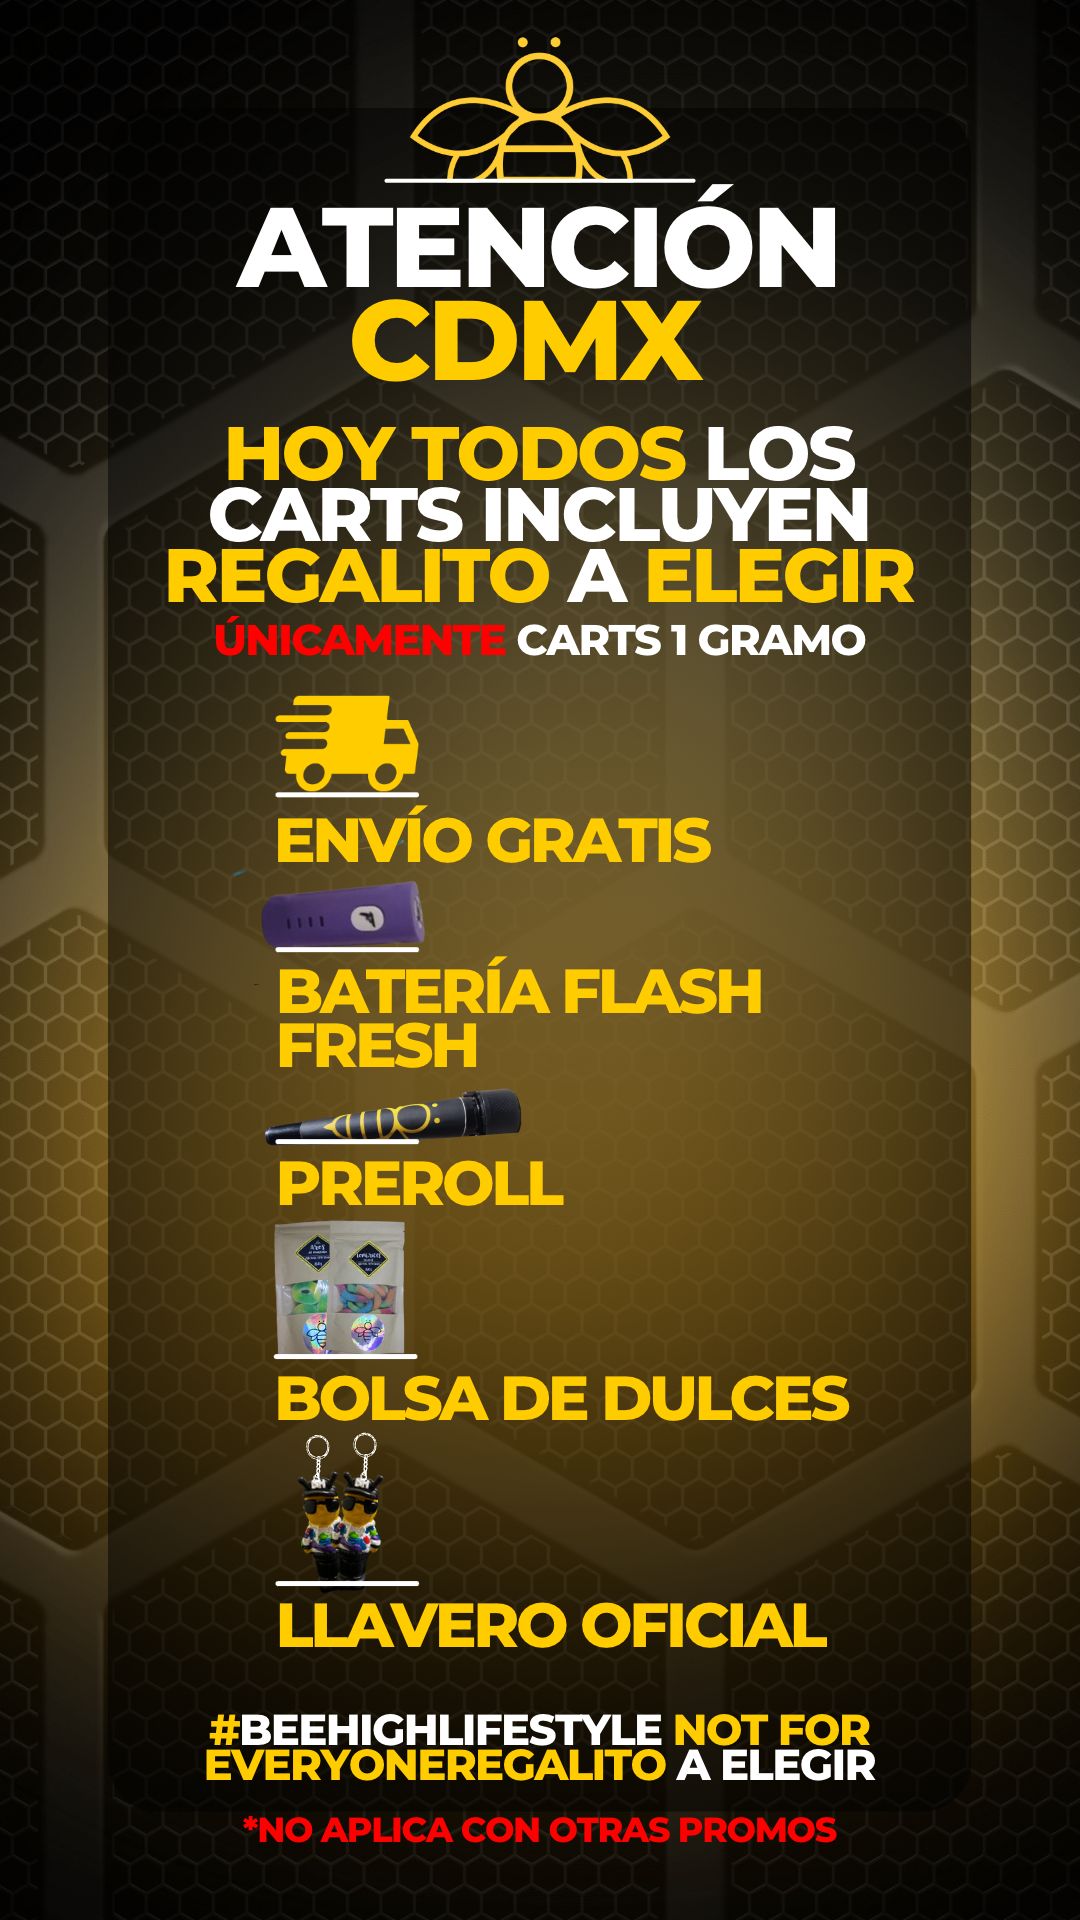 ATENCIÓN
CDMX
HOY TODOS LOS
CARTS INCLUYEN
REGALITO A ELEGIR
ÚNICAMENTE CARTS 1 GRAMO
ENVÍO GRATIS
BATERÍA FLASH
FRESH
PREROLL
BOLSA DE DULCES
LLAVERO OFICIAL
#BEEHIGHLIFESTYLE NOT FOR
EVERYONEREGALITO A ELEGIR
*NO APLICA CON OTRAS PROMOS